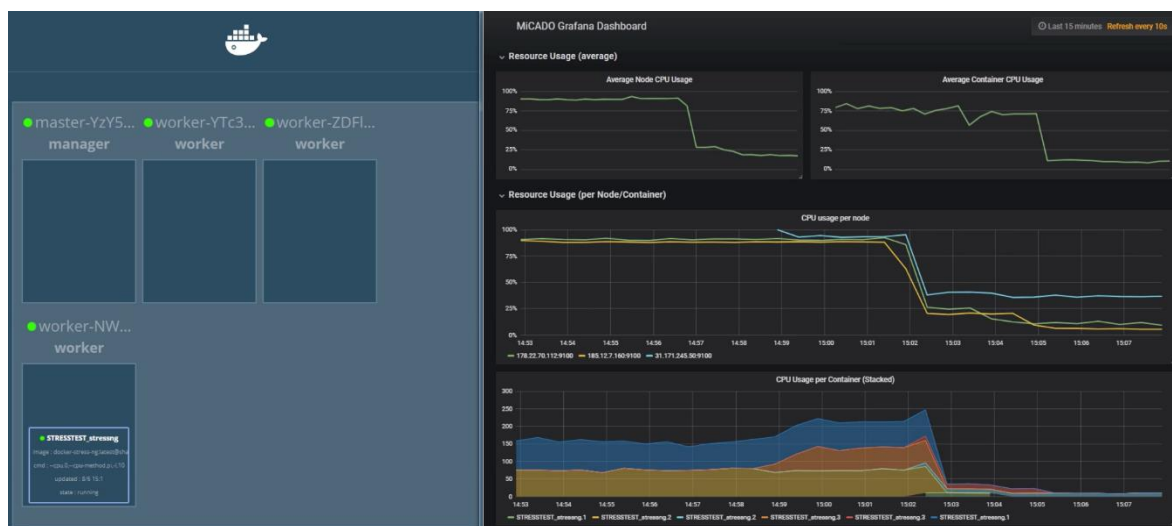 master-YzY5...
manager
worker-YTc3...
worker
worker-ZDFl...
worker
worker-NW...
worker
STRESSTEST_stressng
updated : 8/6 15:1
state : running
MiCADO Grafana Dashboard
Last 15 minutes Refresh every 10s
Resource Usage (average)
Average Node CPU Usage
100%
75%
50%
25%
0%
Average Container CPU Usage
100%
75%
50%
25%
0%
Resource Usage (per Node/Container)
CPU usage per node
100%
75%
50%
25%
0%
14:53 14:54 14:55 14:56 14:57 14:58 14:59 15:00 15:01 15:02 15:03 15:04 15:05 15:06 15:07
178.22.70.112:9100 185.12.7.160:9100 31.171.245.50:9100
CPU Usage per Container (Stacked)
300
250
200
150
100
50
0
14:53 14:54 14:55 14:56 14:57 14:58 14:59 15:00 15:01 15:02 15:03 15:04 15:05 15:06 15:07
STRESSTEST_stressng.1 STRESSTEST_stressng.2 STRESSTEST_stressng.2 STRESSTEST_stressng.3 STRESSTEST_stressng.3 STRESSTEST_stressng.1